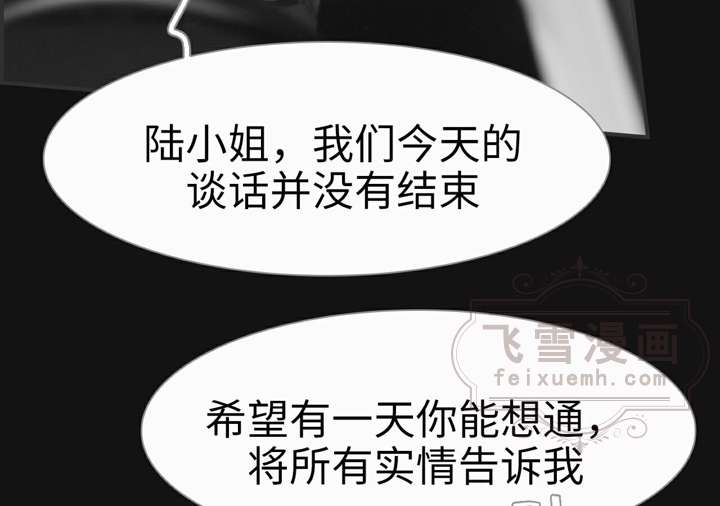 陆小姐，我们今天的
谈话并没有结束
飞雪漫画
feixuemh.com
希望有一天你能想通，
将所有实情告诉我